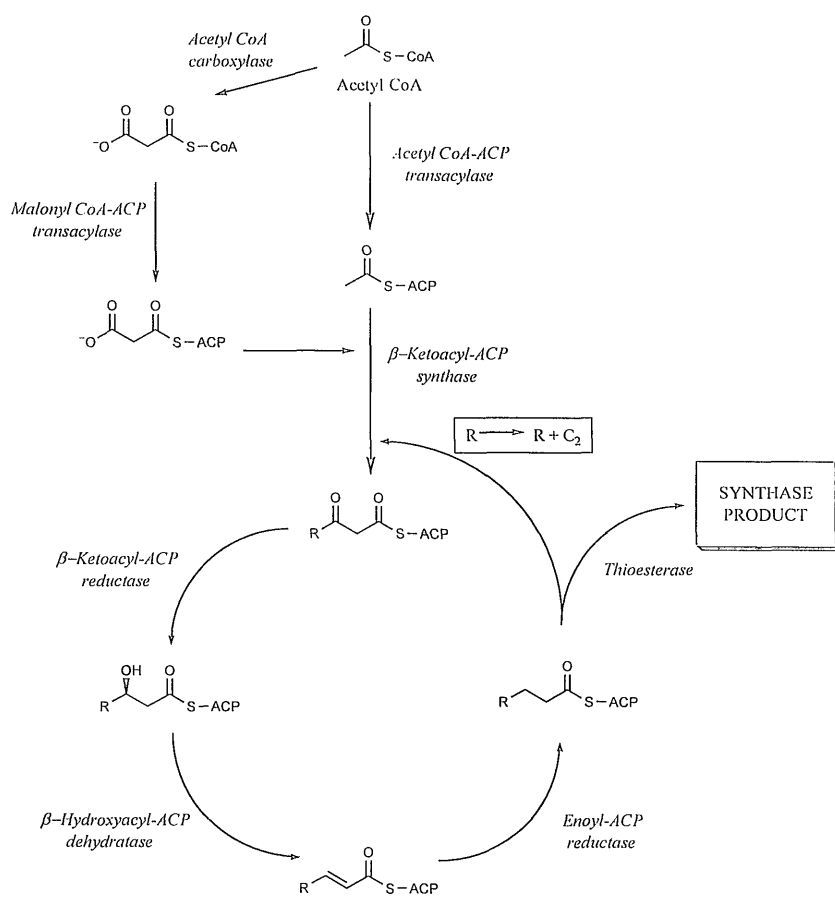 Acetyl CoA
carboxylase
O
S–CoA
Acetyl CoA
O O
⁻O S–CoA
Acetyl CoA-ACP
transacylase
Malonyl CoA-ACP
transacylase
O
S–ACP
O O
⁻O S–ACP
β–Ketoacyl-ACP
synthase
R ⟶ R + C₂
SYNTHASE
PRODUCT
O O
R S–ACP
β–Ketoacyl-ACP
reductase
Thioesterase
OH O
R S–ACP
O
R S–ACP
β–Hydroxyacyl-ACP
dehydratase
Enoyl-ACP
reductase
O
R S–ACP